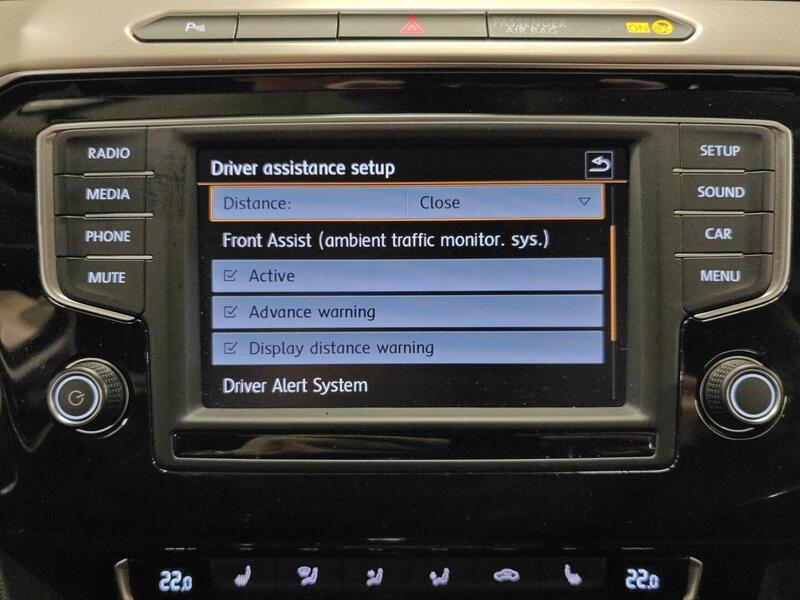 P
PASSENGER
AIR BAG
ON
RADIO
MEDIA
PHONE
MUTE
Driver assistance setup
Distance: Close
Front Assist (ambient traffic monitor. sys.)
Active
Advance warning
Display distance warning
Driver Alert System
SETUP
SOUND
CAR
MENU
22.0
22.0